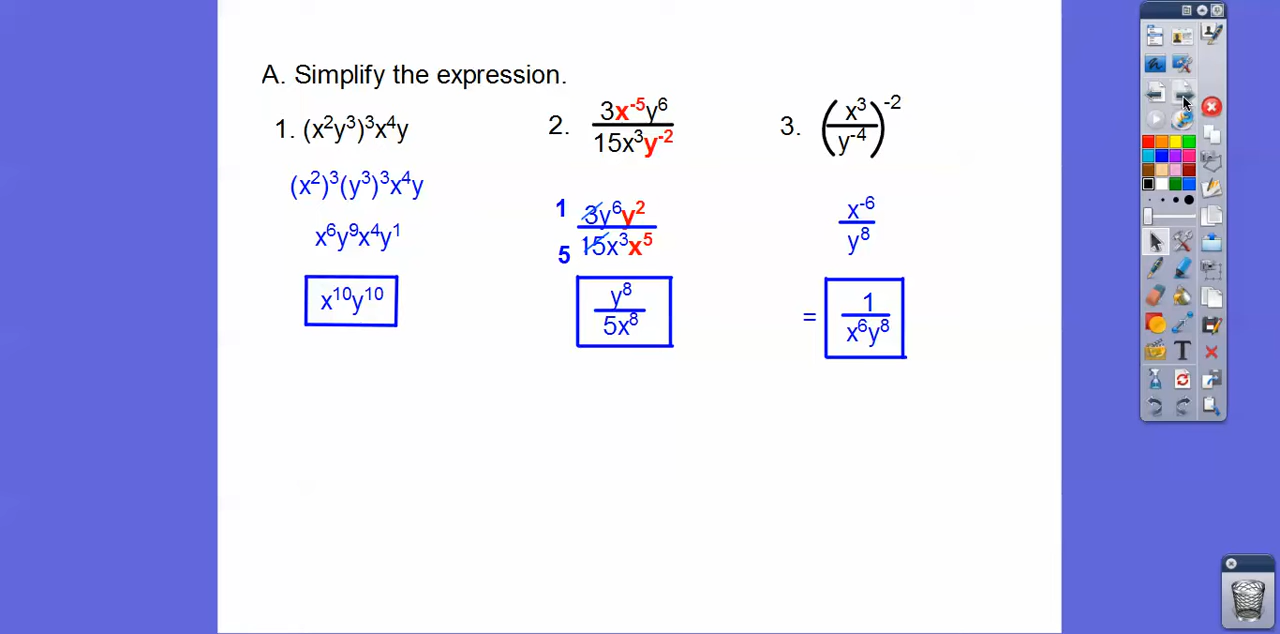 A. Simplify the expression.
1. (x²y³)³x⁴y
(x²)³(y³)³x⁴y
x⁶y⁹x⁴y¹
x¹⁰y¹⁰
2. 3x⁻⁵y⁶
15x³y⁻²
1 3y⁶y²
5 15x³x⁵
y⁸
5x⁸
3. (x³
y⁻⁴)⁻²
x⁻⁶
y⁸
= 1
x⁶y⁸
T